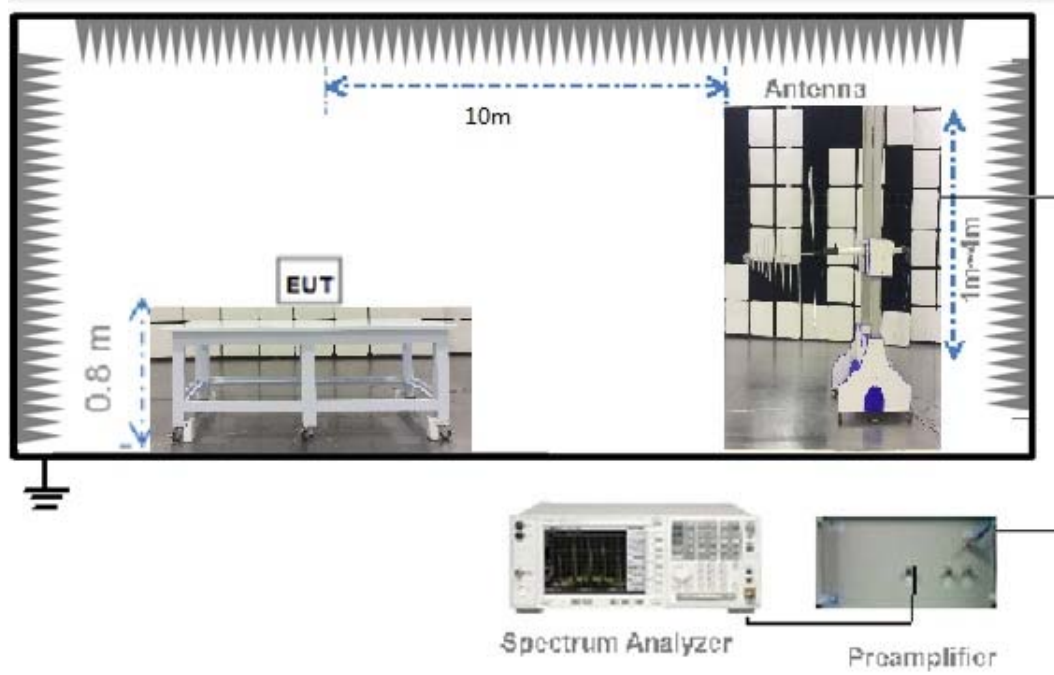 Antenna
10m
1m~4m
EUT
0.8 m
Spectrum Analyzer
Preamplifier